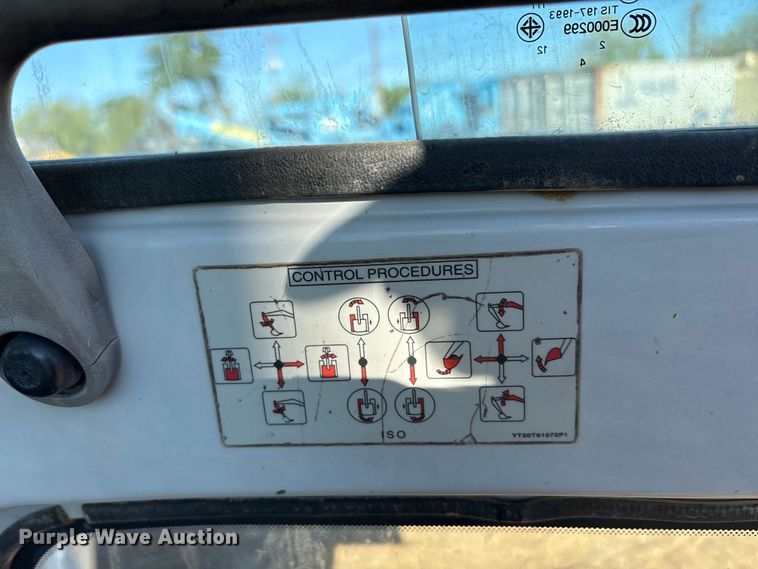 TIS 197-1993
E000299
2
12
4
CONTROL PROCEDURES
ISO
YT20T01072P1
Purple Wave Auction